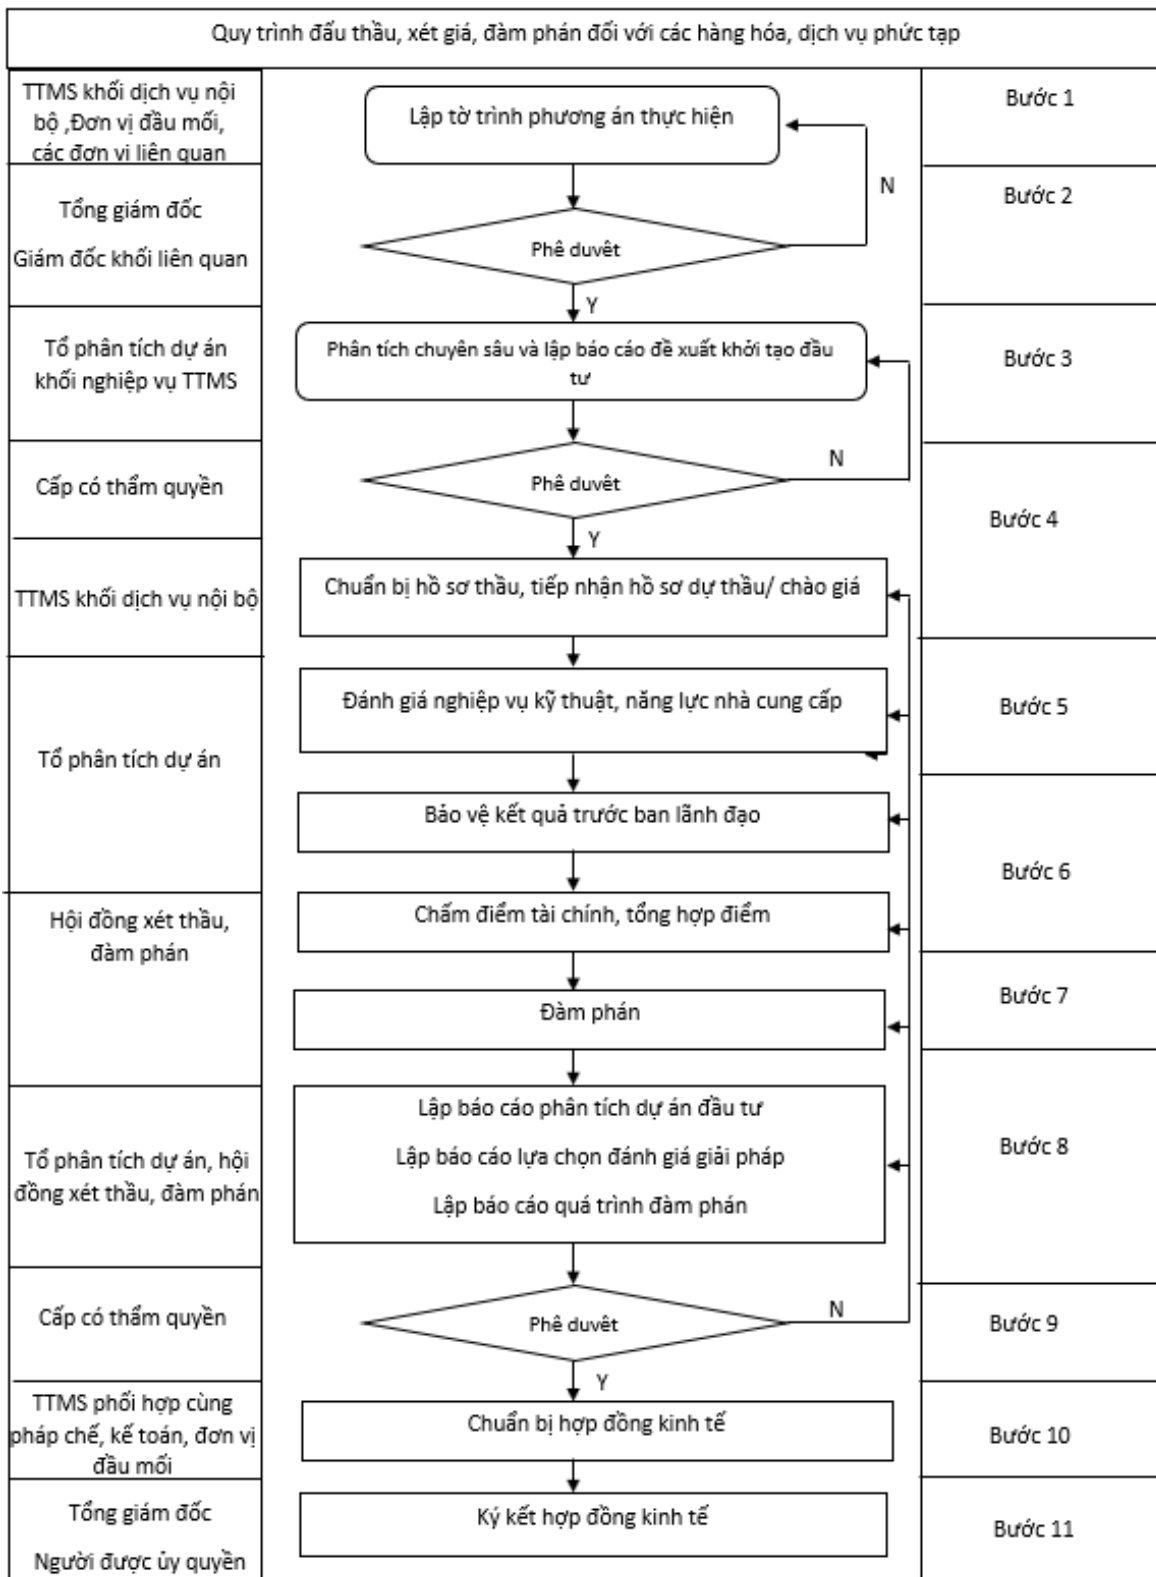 Quy trình đấu thầu, xét giá, đàm phán đối với các hàng hóa, dịch vụ phức tạp
TTMS khối dịch vụ nội
bộ ,Đơn vị đầu mối,
các đơn vi liên quan
Lập tờ trình phương án thực hiện
Bước 1
N
Tổng giám đốc
Giám đốc khối liên quan
Phê duvêt
Bước 2
Y
Tổ phân tích dự án
khối nghiệp vụ TTMS
Phân tích chuyên sâu và lập báo cáo đề xuất khởi tạo đầu
tư
Bước 3
N
Cấp có thẩm quyền
Phê duvêt
Bước 4
Y
TTMS khối dịch vụ nội bộ
Chuẩn bị hồ sơ thầu, tiếp nhận hồ sơ dự thầu/ chào giá
Đánh giá nghiệp vụ kỹ thuật, năng lực nhà cung cấp
Bước 5
Tổ phân tích dự án
Bảo vệ kết quả trước ban lãnh đạo
Bước 6
Hội đồng xét thầu,
đàm phán
Chấm điểm tài chính, tổng hợp điểm
Đàm phán
Bước 7
Tổ phân tích dự án, hội
đồng xét thầu, đàm phán
Lập báo cáo phân tích dự án đầu tư
Lập báo cáo lựa chọn đánh giá giải pháp
Lập báo cáo quá trình đàm phán
Bước 8
Cấp có thẩm quyền
Phê duvêt
N
Bước 9
Y
TTMS phối hợp cùng
pháp chế, kế toán, đơn vị
đầu mối
Chuẩn bị hợp đồng kinh tế
Bước 10
Tổng giám đốc
Người được ủy quyền
Ký kết hợp đồng kinh tế
Bước 11